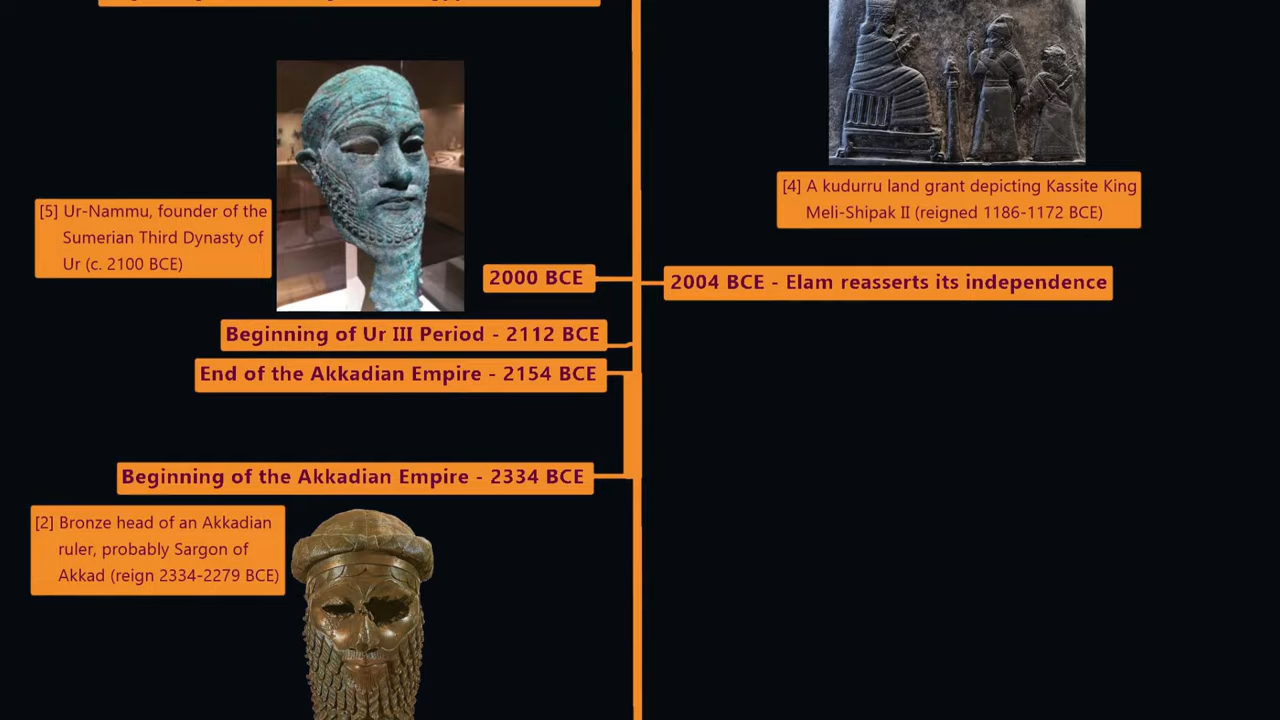 [4] A kudurru land grant depicting Kassite King
Meli-Shipak II (reigned 1186-1172 BCE)
[5] Ur-Nammu, founder of the
Sumerian Third Dynasty of
Ur (c. 2100 BCE)
2000 BCE
2004 BCE - Elam reasserts its independence
Beginning of Ur III Period - 2112 BCE
End of the Akkadian Empire - 2154 BCE
Beginning of the Akkadian Empire - 2334 BCE
[2] Bronze head of an Akkadian
ruler, probably Sargon of
Akkad (reign 2334-2279 BCE)